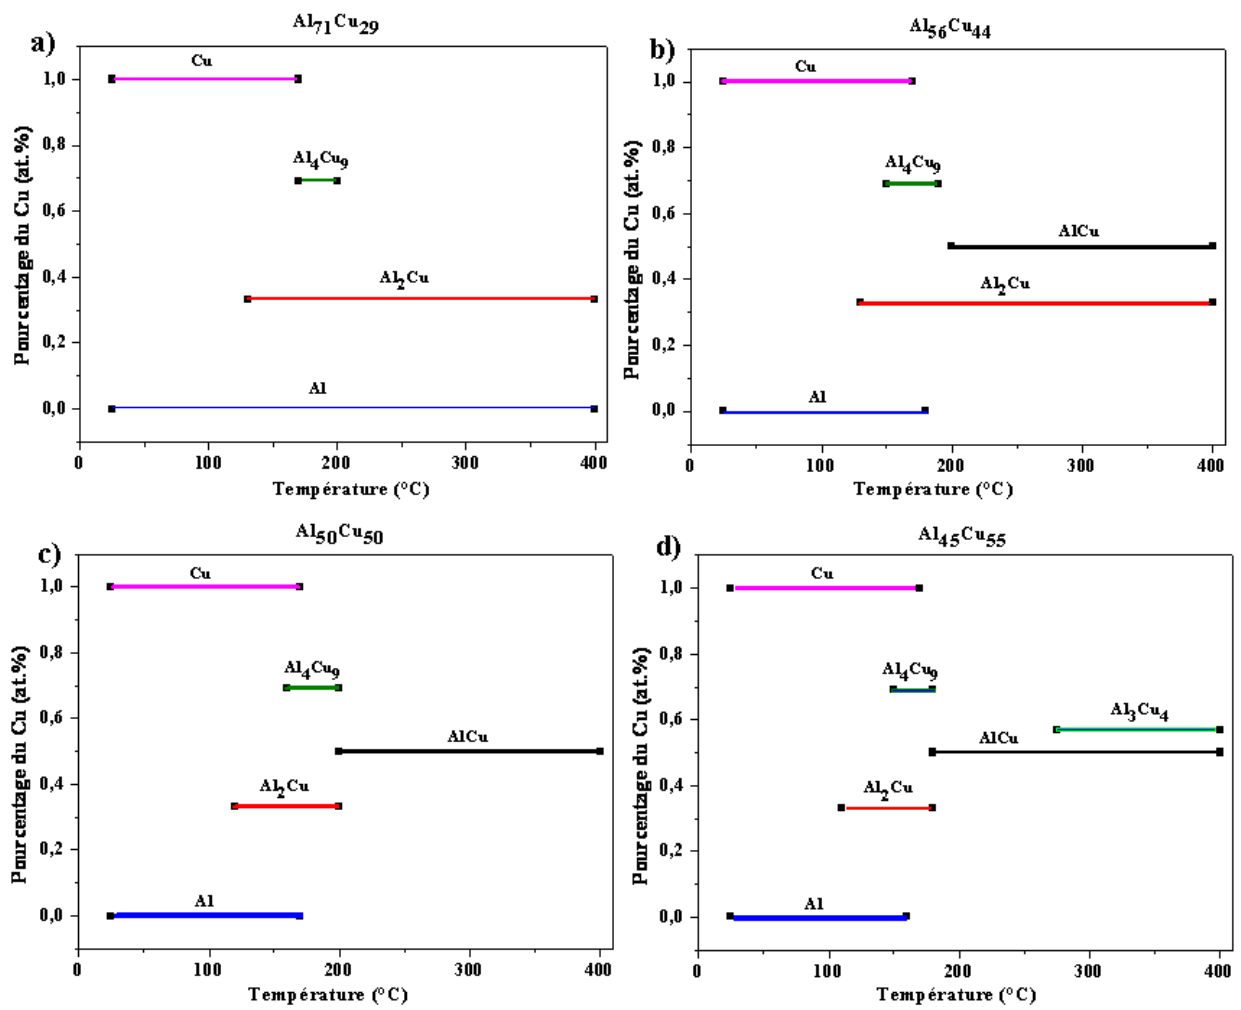 Al71Cu29
a)
Pourcentage du Cu (at.%)
1,0
0,8
0,6
0,4
0,2
0,0
Cu
Al4Cu9
Al2Cu
Al
0 100 200 300 400
Température (°C)
Al56Cu44
b)
Pourcentage du Cu (at.%)
1,0
0,8
0,6
0,4
0,2
0,0
Cu
Al4Cu9
AlCu
Al2Cu
Al
0 100 200 300 400
Température (°C)
Al50Cu50
c)
Pourcentage du Cu (at.%)
1,0
0,8
0,6
0,4
0,2
0,0
Cu
Al4Cu9
AlCu
Al2Cu
Al
0 100 200 300 400
Température (°C)
Al45Cu55
d)
Pourcentage du Cu (at.%)
1,0
0,8
0,6
0,4
0,2
0,0
Cu
Al4Cu9
Al3Cu4
AlCu
Al2Cu
Al
0 100 200 300 400
Température (°C)